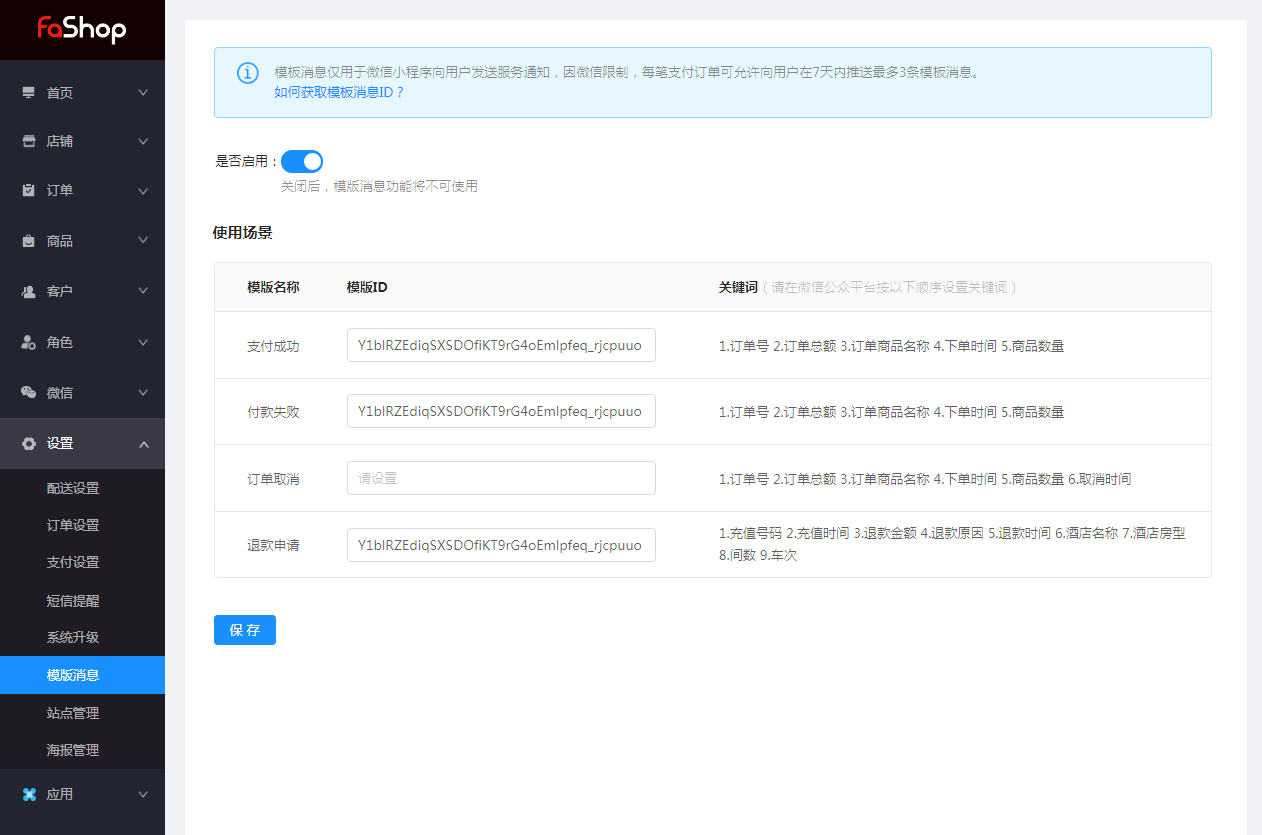 faShop
首页
店铺
订单
商品
客户
角色
微信
设置
配送设置
订单设置
支付设置
短信提醒
系统升级
模版消息
站点管理
海报管理
应用
模板消息仅用于微信小程序向用户发送服务通知，因微信限制，每笔支付订单可允许向用户在7天内推送最多3条模板消息。
如何获取模板消息ID？
是否启用：
关闭后，模版消息功能将不可使用
使用场景
模版名称 模版ID 关键词（请在微信公众平台按以下顺序设置关键词）
支付成功 Y1blRZEdiqSXSDOfiKT9rG4oEmlpfeq_rjcpuuo 1.订单号 2.订单总额 3.订单商品名称 4.下单时间 5.商品数量
付款失败 Y1blRZEdiqSXSDOfiKT9rG4oEmlpfeq_rjcpuuo 1.订单号 2.订单总额 3.订单商品名称 4.下单时间 5.商品数量
订单取消 请设置 1.订单号 2.订单总额 3.订单商品名称 4.下单时间 5.商品数量 6.取消时间
退款申请 Y1blRZEdiqSXSDOfiKT9rG4oEmlpfeq_rjcpuuo 1.充值号码 2.充值时间 3.退款金额 4.退款原因 5.退款时间 6.酒店名称 7.酒店房型
8.间数 9.车次
保 存